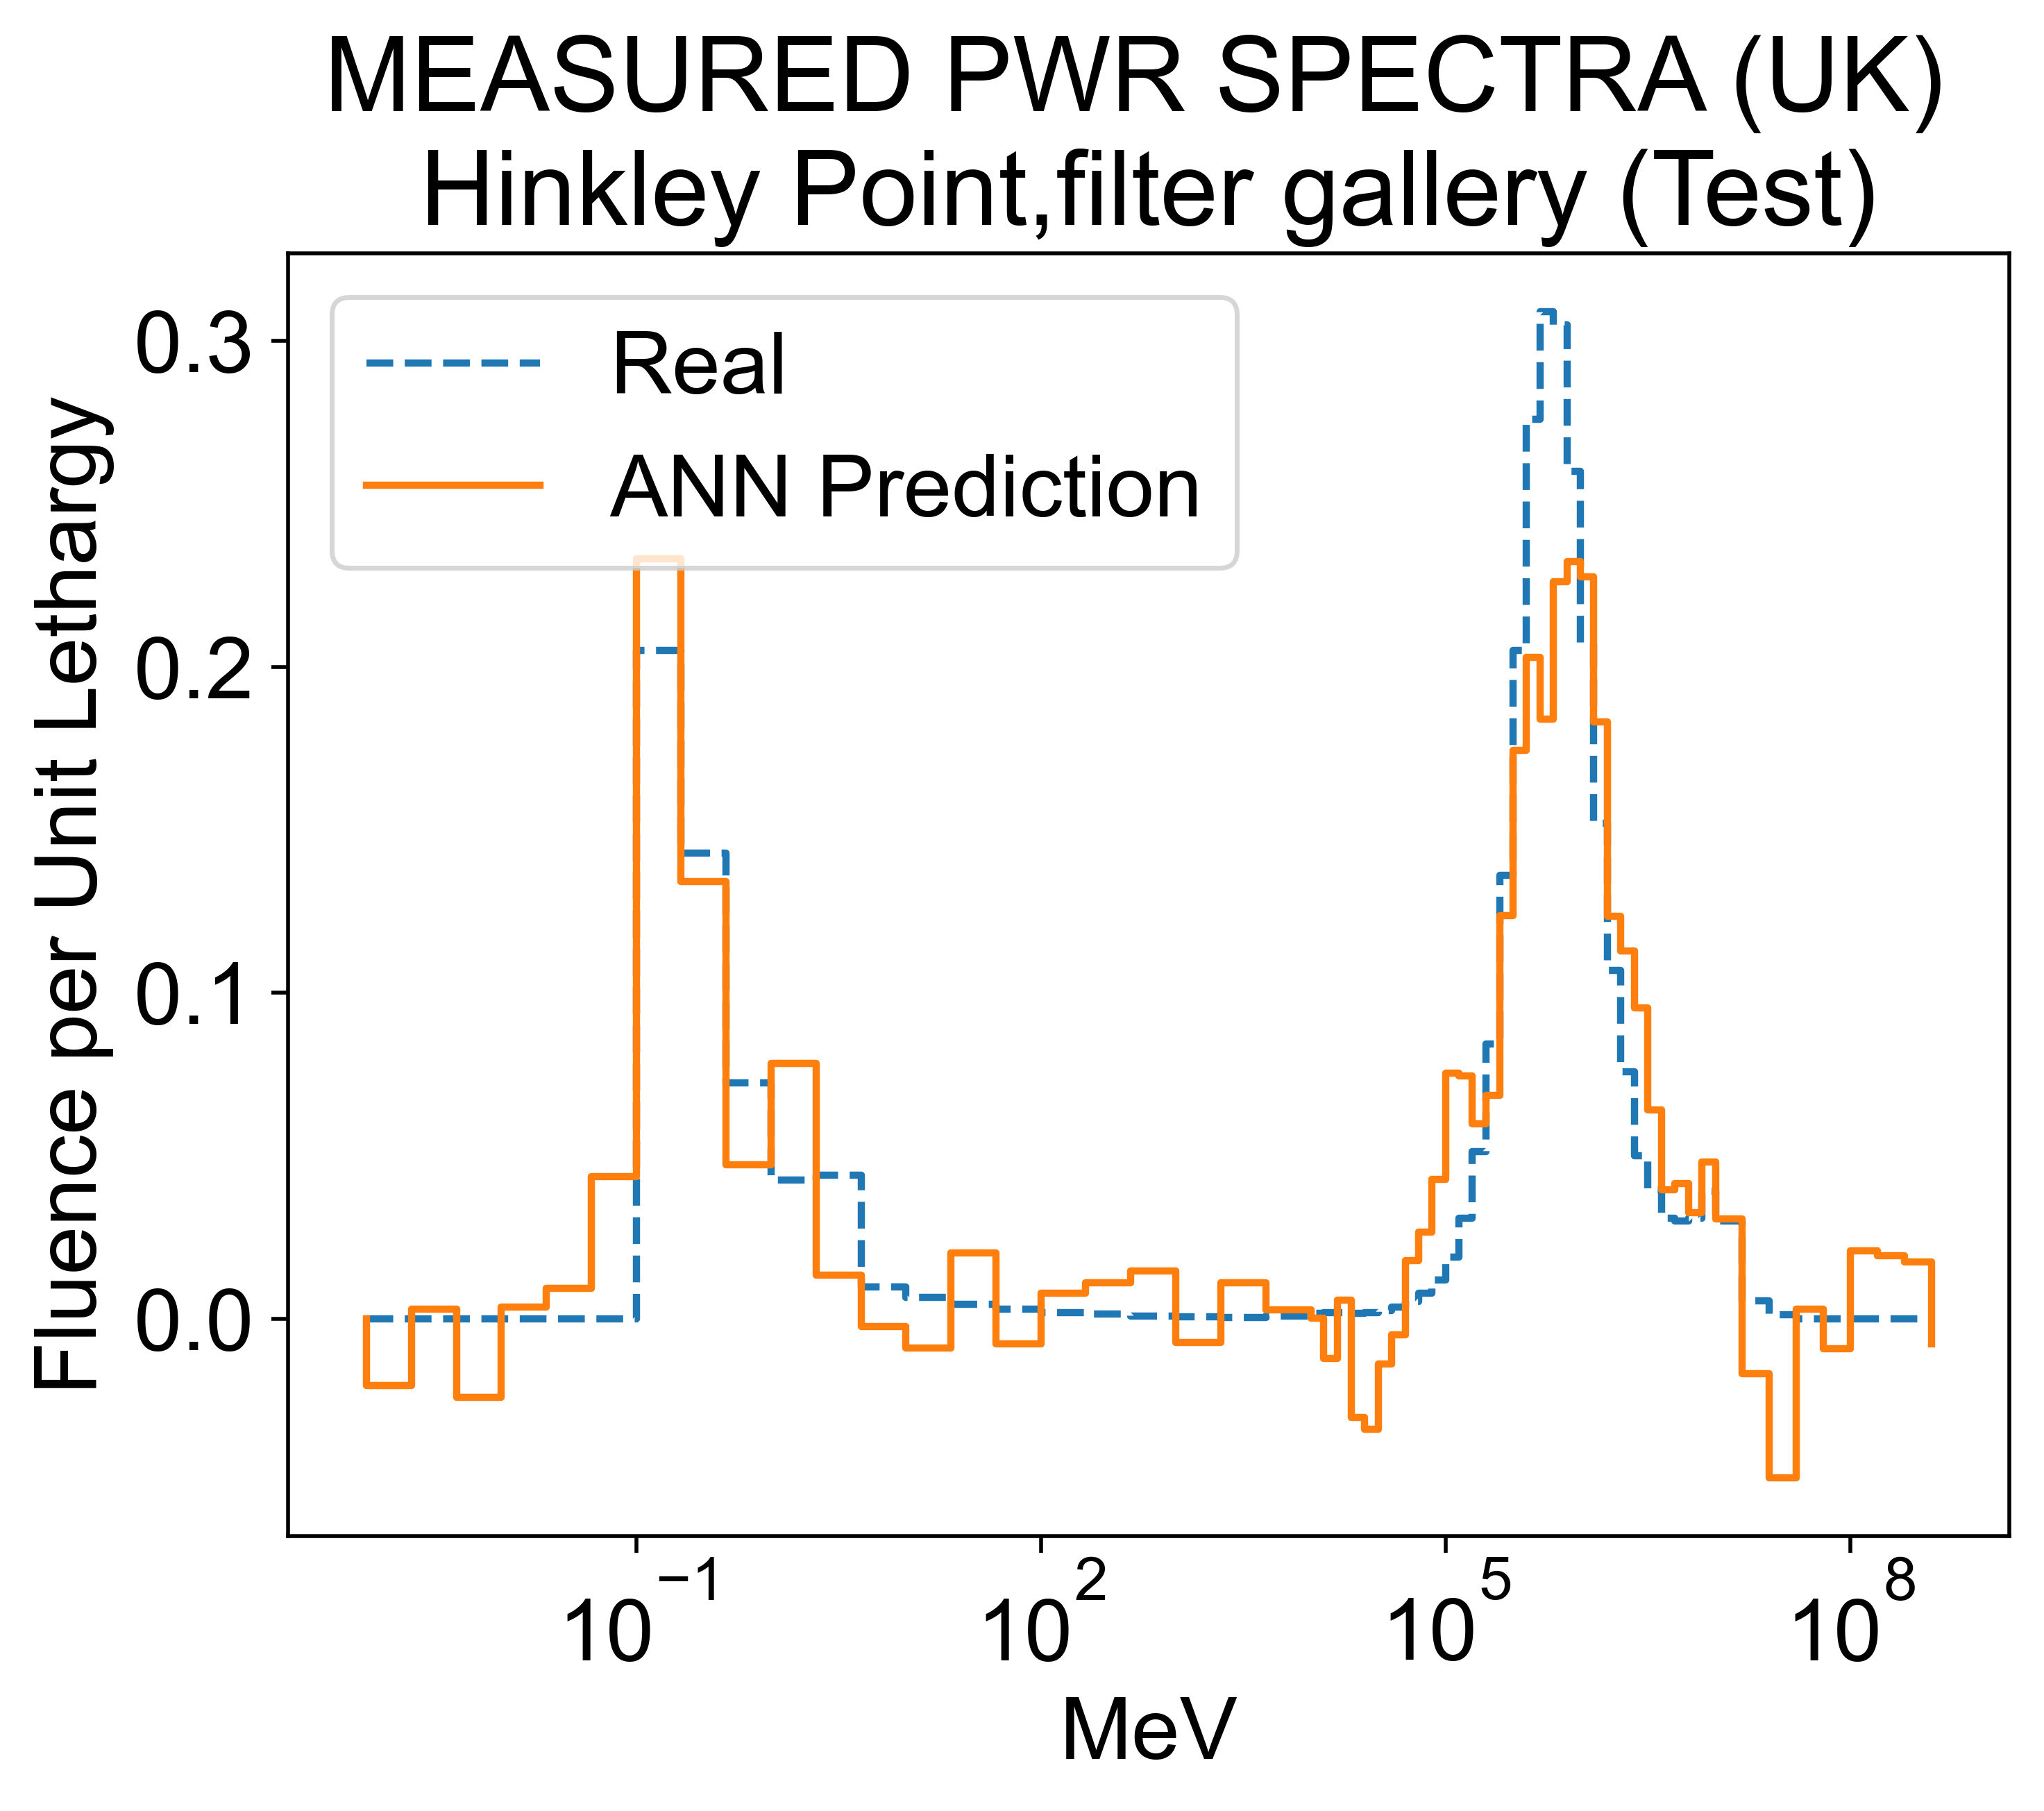 MEASURED PWR SPECTRA (UK)
Hinkley Point,filter gallery (Test)
Real
ANN Prediction
Fluence per Unit Lethargy
0.3
0.2
0.1
0.0
10^−1
10^2
10^5
10^8
MeV